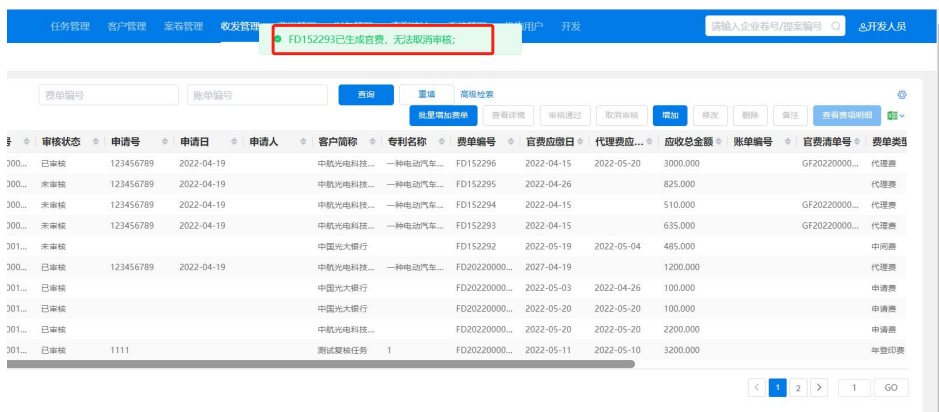 任务管理 客户管理 案卷管理 收发管理 用户 开发 请输入企业卷号/提案编号 开发人员
FD152293已生成官费，无法取消审核；
费单编号 账单编号 查询 重填 高级检索
批量增加费单 查看详情 审核通过 取消审核 增加 修改 删除 备注 查看费项明细
号 审核状态 申请号 申请日 申请人 客户简称 专利名称 费单编号 官费应缴日 代理费应... 应收总金额 账单编号 官费清单号 费单类型
000... 已审核 123456789 2022-04-19 中航光电科技... 一种电动汽车... FD152296 2022-04-15 2022-05-20 3000.000 GF20220000... 代理费
000... 未审核 123456789 2022-04-19 中航光电科技... 一种电动汽车... FD152295 2022-04-26 825.000 代理费
000... 未审核 123456789 2022-04-19 中航光电科技... 一种电动汽车... FD152294 2022-04-15 510.000 GF20220000... 代理费
000... 未审核 123456789 2022-04-19 中航光电科技... 一种电动汽车... FD152293 2022-04-15 635.000 GF20220000... 代理费
001... 未审核 中国光大银行 FD152292 2022-05-19 2022-05-04 485.000 中间费
000... 已审核 123456789 2022-04-19 中航光电科技... 一种电动汽车... FD20220000... 2027-04-19 1200.000 代理费
001... 已审核 中国光大银行 FD20220000... 2022-05-03 2022-04-26 100.000 申请费
001... 已审核 中国光大银行 FD20220000... 2022-05-20 2022-05-20 100.000 申请费
001... 已审核 中航光电科技... FD20220000... 2022-05-20 2022-05-20 2200.000 申请费
001... 已审核 1111 测试复核任务 1 FD20220000... 2022-05-11 2022-05-10 3200.000 年登印费
< 1 2 > 1 GO